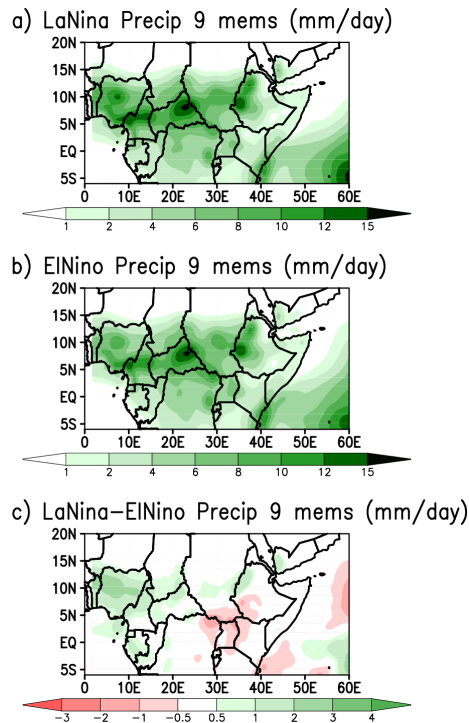 a) LaNina Precip 9 mems (mm/day)
20N
15N
10N
5N
EQ
5S
0 10E 20E 30E 40E 50E 60E
1 2 4 6 8 10 12 15
b) ElNino Precip 9 mems (mm/day)
20N
15N
10N
5N
EQ
5S
0 10E 20E 30E 40E 50E 60E
1 2 4 6 8 10 12 15
c) LaNina−ElNino Precip 9 mems (mm/day)
20N
15N
10N
5N
EQ
5S
0 10E 20E 30E 40E 50E 60E
−3 −2 −1 −0.5 0.5 1 2 3 4